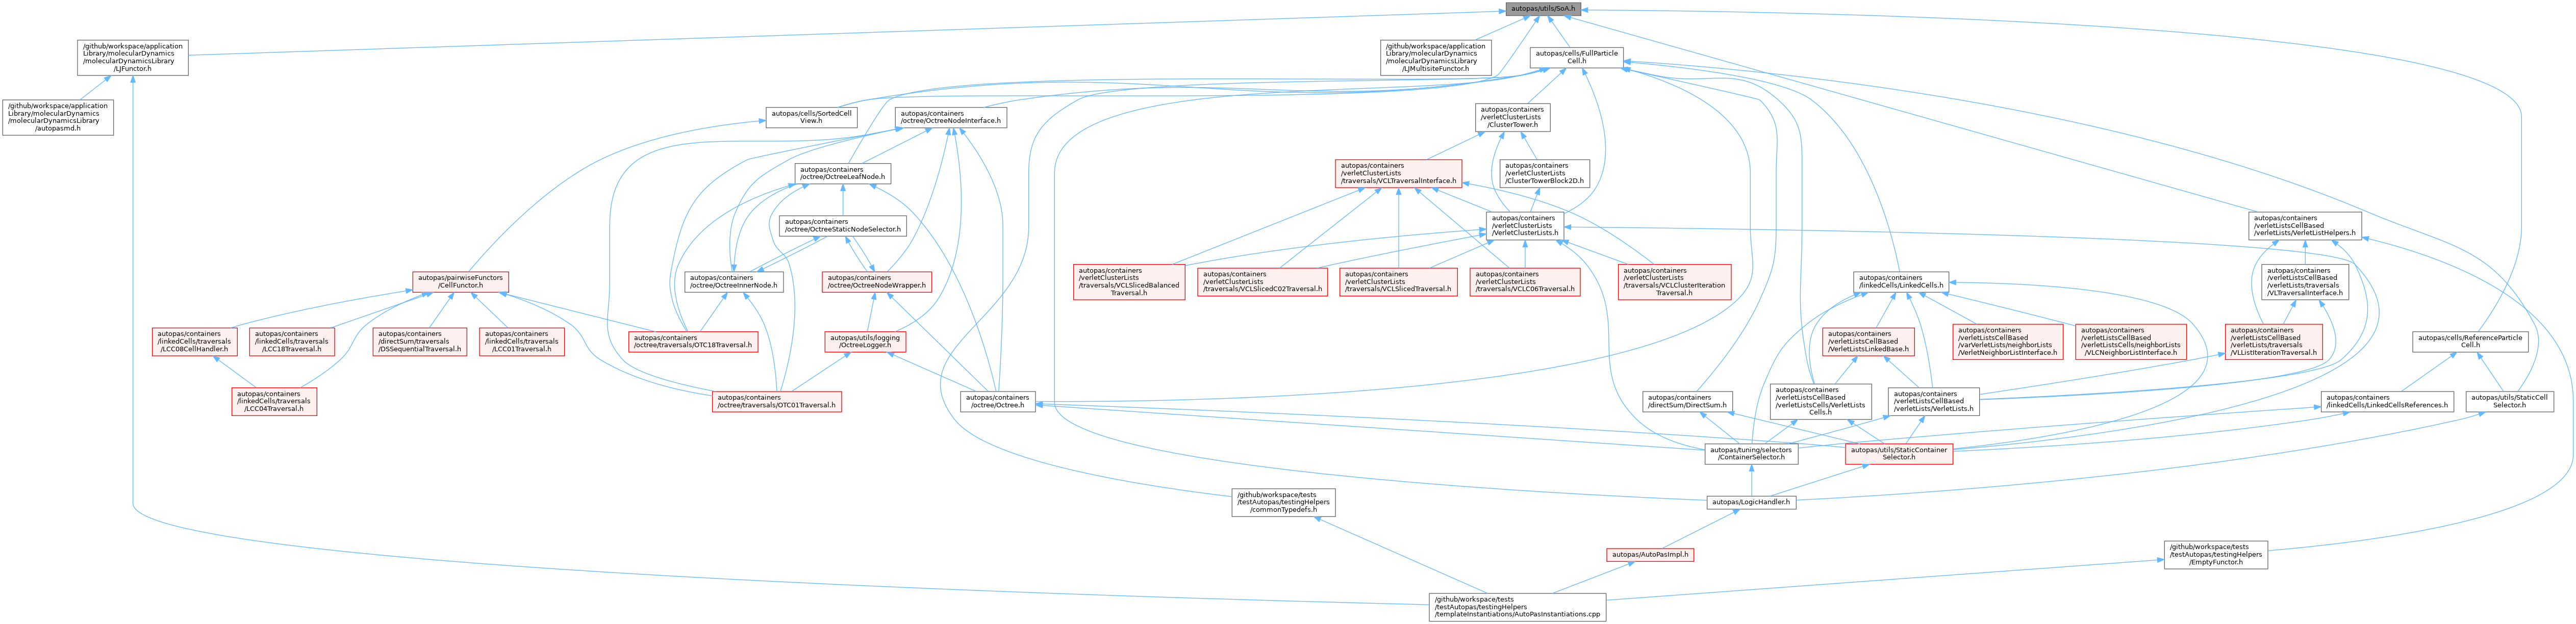 autopas/utils/SoA.h
/github/workspace/application
Library/molecularDynamics
/molecularDynamicsLibrary
/LJFunctor.h
/github/workspace/application
Library/molecularDynamics
/molecularDynamicsLibrary
/LJMultisiteFunctor.h
autopas/cells/FullParticle
Cell.h
/github/workspace/application
Library/molecularDynamics
/molecularDynamicsLibrary
/autopasmd.h
autopas/cells/SortedCell
View.h
autopas/containers
/octree/OctreeNodeInterface.h
autopas/containers
/verletClusterLists
/ClusterTower.h
autopas/containers
/octree/OctreeLeafNode.h
autopas/containers
/verletClusterLists
/traversals/VCLTraversalInterface.h
autopas/containers
/verletClusterLists
/ClusterTowerBlock2D.h
autopas/containers
/octree/OctreeStaticNodeSelector.h
autopas/containers
/verletClusterLists
/VerletClusterLists.h
autopas/containers
/verletListsCellBased
/verletLists/VerletListHelpers.h
autopas/pairwiseFunctors
/CellFunctor.h
autopas/containers
/octree/OctreeInnerNode.h
autopas/containers
/octree/OctreeNodeWrapper.h
autopas/containers
/verletClusterLists
/traversals/VCLSlicedBalanced
Traversal.h
autopas/containers
/verletClusterLists
/traversals/VCLSlicedC02Traversal.h
autopas/containers
/verletClusterLists
/traversals/VCLSlicedTraversal.h
autopas/containers
/verletClusterLists
/traversals/VCLC06Traversal.h
autopas/containers
/verletClusterLists
/traversals/VCLClusterIteration
Traversal.h
autopas/containers
/linkedCells/LinkedCells.h
autopas/containers
/verletListsCellBased
/verletLists/traversals
/VLTraversalInterface.h
autopas/containers
/linkedCells/traversals
/LCC08CellHandler.h
autopas/containers
/linkedCells/traversals
/LCC18Traversal.h
autopas/containers
/directSum/traversals
/DSSequentialTraversal.h
autopas/containers
/linkedCells/traversals
/LCC01Traversal.h
autopas/containers
/octree/traversals/OTC18Traversal.h
autopas/utils/logging
/OctreeLogger.h
autopas/containers
/verletListsCellBased
/VerletListsLinkedBase.h
autopas/containers
/verletListsCellBased
/varVerletLists/neighborLists
/VerletNeighborListInterface.h
autopas/containers
/verletListsCellBased
/verletListsCells/neighborLists
/VLCNeighborListInterface.h
autopas/containers
/verletListsCellBased
/verletLists/traversals
/VLListIterationTraversal.h
autopas/cells/ReferenceParticle
Cell.h
autopas/containers
/linkedCells/traversals
/LCC04Traversal.h
autopas/containers
/octree/traversals/OTC01Traversal.h
autopas/containers
/octree/Octree.h
autopas/containers
/directSum/DirectSum.h
autopas/containers
/verletListsCellBased
/verletListsCells/VerletLists
Cells.h
autopas/containers
/verletListsCellBased
/verletLists/VerletLists.h
autopas/containers
/linkedCells/LinkedCellsReferences.h
autopas/utils/StaticCell
Selector.h
autopas/tuning/selectors
/ContainerSelector.h
autopas/utils/StaticContainer
Selector.h
/github/workspace/tests
/testAutopas/testingHelpers
/commonTypedefs.h
autopas/LogicHandler.h
autopas/AutoPasImpl.h
/github/workspace/tests
/testAutopas/testingHelpers
/EmptyFunctor.h
/github/workspace/tests
/testAutopas/testingHelpers
/templateInstantiations/AutoPasInstantiations.cpp